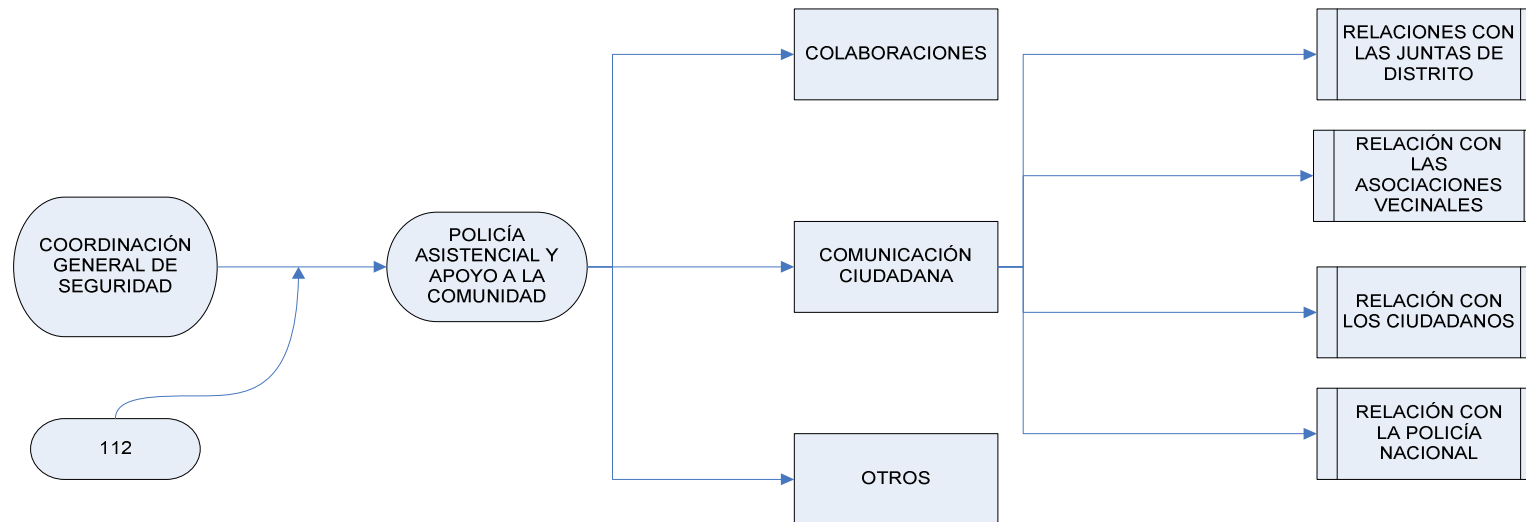 COORDINACIÓN
GENERAL DE
SEGURIDAD
112
POLICÍA
ASISTENCIAL Y
APOYO A LA
COMUNIDAD
COLABORACIONES
COMUNICACIÓN
CIUDADANA
OTROS
RELACIONES CON
LAS JUNTAS DE
DISTRITO
RELACIÓN CON
LAS
ASOCIACIONES
VECINALES
RELACIÓN CON
LOS CIUDADANOS
RELACIÓN CON
LA POLICÍA
NACIONAL